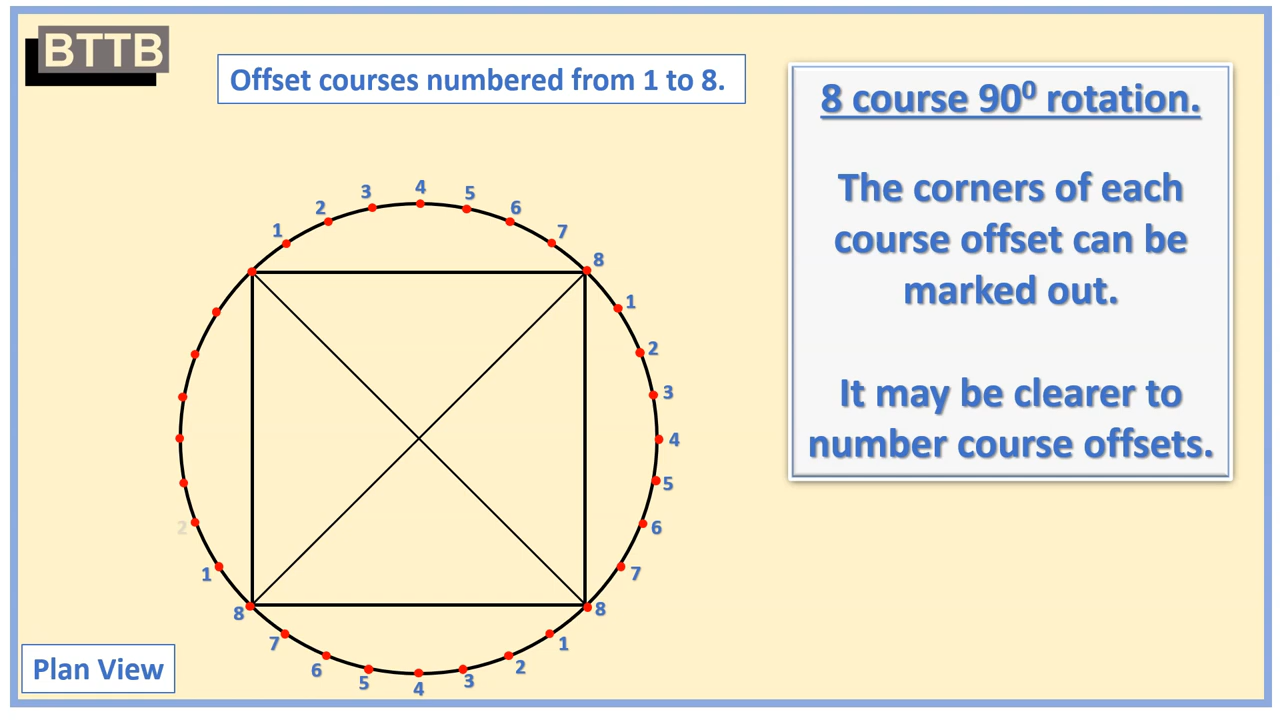 BTTB
Offset courses numbered from 1 to 8.
8 course 90⁰ rotation.
The corners of each
course offset can be
marked out.
It may be clearer to
number course offsets.
1
2
3
4
5
6
7
8
1
2
3
4
5
6
7
8
1
2
3
4
5
6
7
8
1
2
Plan View